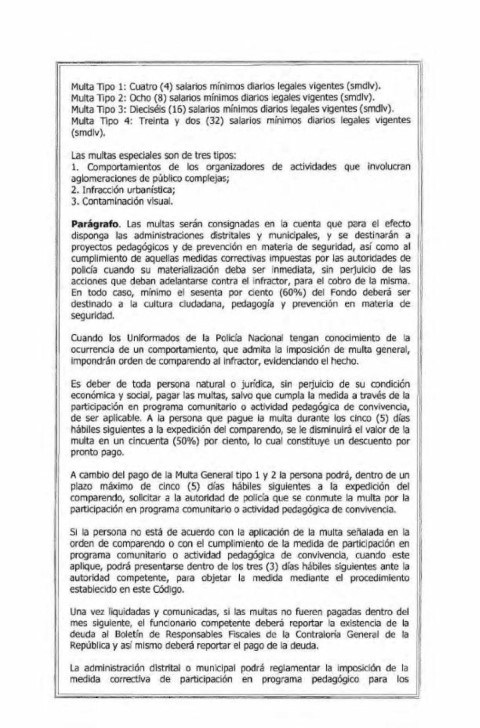 Multa Tipo 1: Cuatro (4) salarios mínimos diarios legales vigentes (smdlv).
Multa Tipo 2: Ocho (8) salarios mínimos diarios legales vigentes (smdlv).
Multa Tipo 3: Dieciséis (16) salarios mínimos diarios legales vigentes (smdlv).
Multa Tipo 4: Treinta y dos (32) salarios mínimos diarios legales vigentes
(smdlv).
Las multas especiales son de tres tipos:
1. Comportamientos de los organizadores de actividades que involucran
aglomeraciones de público complejas;
2. Infracción urbanística;
3. Contaminación visual.
Parágrafo. Las multas serán consignadas en la cuenta que para el efecto
disponga las administraciones distritales y municipales, y se destinarán a
proyectos pedagógicos y de prevención en materia de seguridad, así como al
cumplimiento de aquellas medidas correctivas impuestas por las autoridades de
policía cuando su materialización deba ser inmediata, sin perjuicio de las
acciones que deban adelantarse contra el infractor, para el cobro de la misma.
En todo caso, mínimo el sesenta por ciento (60%) del Fondo deberá ser
destinado a la cultura ciudadana, pedagogía y prevención en materia de
seguridad.
Cuando los Uniformados de la Policía Nacional tengan conocimiento de la
ocurrencia de un comportamiento, que admita la imposición de multa general,
impondrán orden de comparendo al infractor, evidenciando el hecho.
Es deber de toda persona natural o jurídica, sin perjuicio de su condición
económica y social, pagar las multas, salvo que cumpla la medida a través de la
participación en programa comunitario o actividad pedagógica de convivencia,
de ser aplicable. A la persona que pague la multa durante los cinco (5) días
hábiles siguientes a la expedición del comparendo, se le disminuirá el valor de la
multa en un cincuenta (50%) por ciento, lo cual constituye un descuento por
pronto pago.
A cambio del pago de la Multa General tipo 1 y 2 la persona podrá, dentro de un
plazo máximo de cinco (5) días hábiles siguientes a la expedición del
comparendo, solicitar a la autoridad de policía que se conmute la multa por la
participación en programa comunitario o actividad pedagógica de convivencia.
Si la persona no está de acuerdo con la aplicación de la multa señalada en la
orden de comparendo o con el cumplimiento de la medida de participación en
programa comunitario o actividad pedagógica de convivencia, cuando este
aplique, podrá presentarse dentro de los tres (3) días hábiles siguientes ante la
autoridad competente, para objetar la medida mediante el procedimiento
establecido en este Código.
Una vez liquidadas y comunicadas, si las multas no fueren pagadas dentro del
mes siguiente, el funcionario competente deberá reportar la existencia de la
deuda al Boletín de Responsables Fiscales de la Contraloría General de la
República y así mismo deberá reportar el pago de la deuda.
La administración distrital o municipal podrá reglamentar la imposición de la
medida correctiva de participación en programa pedagógico para los